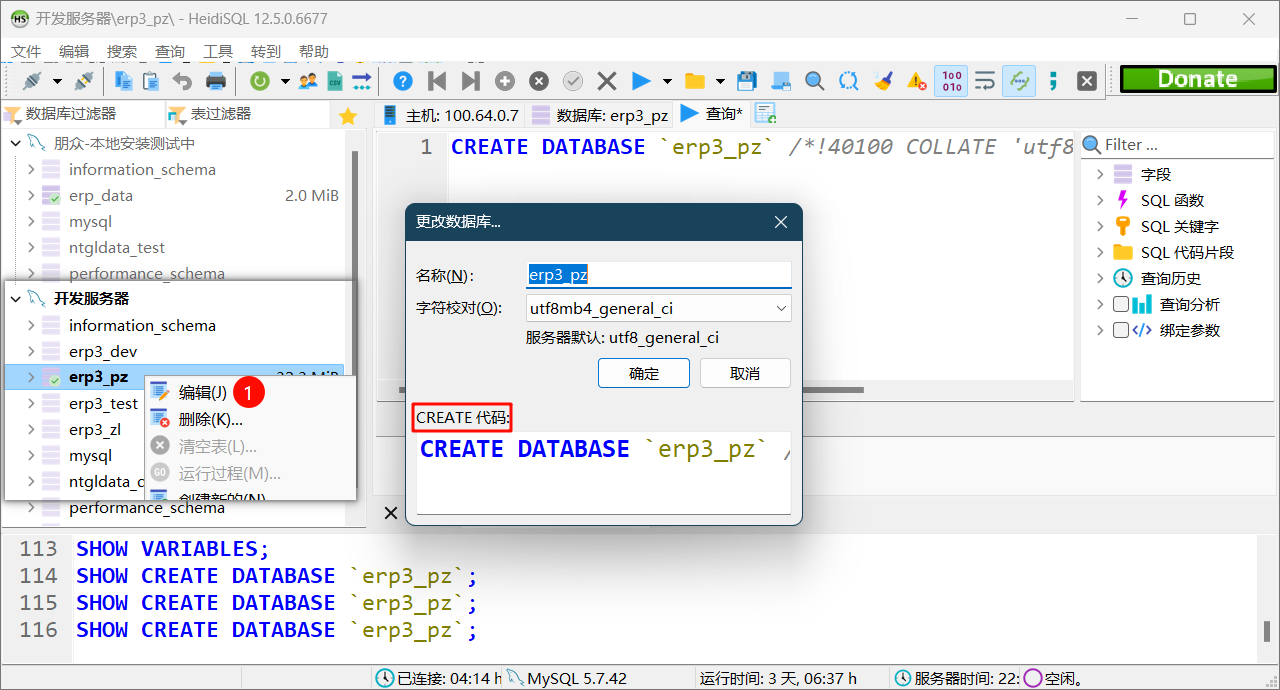 开发服务器\erp3_pz\ - HeidiSQL 12.5.0.6677
文件 编辑 搜索 查询 工具 转到 帮助
Donate
数据库过滤器 表过滤器
朋众-本地安装测试中
information_schema
erp_data 2.0 MiB
mysql
ntgldata_test
performance_schema
开发服务器
information_schema
erp3_dev
erp3_pz
erp3_test
erp3_zl
mysql
ntgldata_c
performance_schema
编辑(J) 1
删除(K)...
清空表(L)...
GO 运行过程(M)...
创建新的(N)
主机: 100.64.0.7 数据库: erp3_pz 查询*
1 CREATE DATABASE `erp3_pz` /*!40100 COLLATE 'utf8
Filter ...
字段
SQL 函数
SQL 关键字
SQL 代码片段
查询历史
查询分析
绑定参数
更改数据库...
名称(N): erp3_pz
字符校对(O): utf8mb4_general_ci
服务器默认: utf8_general_ci
确定 取消
CREATE 代码:
CREATE DATABASE `erp3_pz` /
113 SHOW VARIABLES;
114 SHOW CREATE DATABASE `erp3_pz`;
115 SHOW CREATE DATABASE `erp3_pz`;
116 SHOW CREATE DATABASE `erp3_pz`;
已连接: 04:14 h MySQL 5.7.42 运行时间: 3 天, 06:37 h 服务器时间: 22: 空闲。